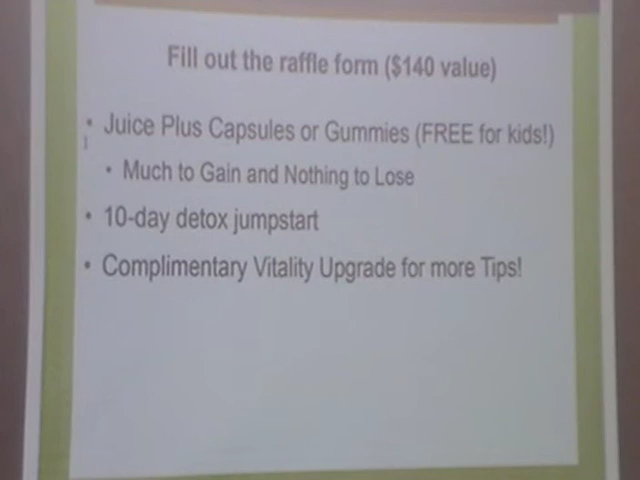 Fill out the raffle form ($140 value)
• Juice Plus Capsules or Gummies (FREE for kids!)
• Much to Gain and Nothing to Lose
• 10-day detox jumpstart
• Complimentary Vitality Upgrade for more Tips!